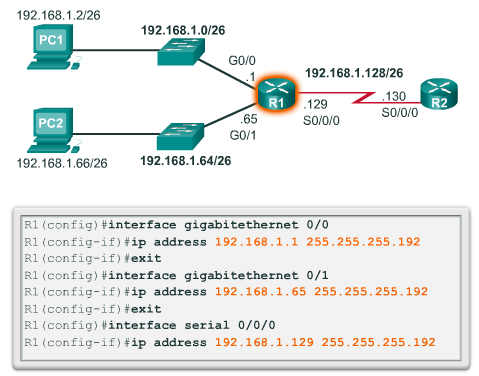 192.168.1.2/26
PC1
192.168.1.0/26
G0/0
.1
192.168.1.128/26
R1
.129
S0/0/0
.130
S0/0/0
R2
PC2
.65
G0/1
192.168.1.66/26
192.168.1.64/26
R1(config)#interface gigabitethernet 0/0
R1(config-if)#ip address 192.168.1.1 255.255.255.192
R1(config-if)#exit
R1(config)#interface gigabitethernet 0/1
R1(config-if)#ip address 192.168.1.65 255.255.255.192
R1(config-if)#exit
R1(config)#interface serial 0/0/0
R1(config-if)#ip address 192.168.1.129 255.255.255.192